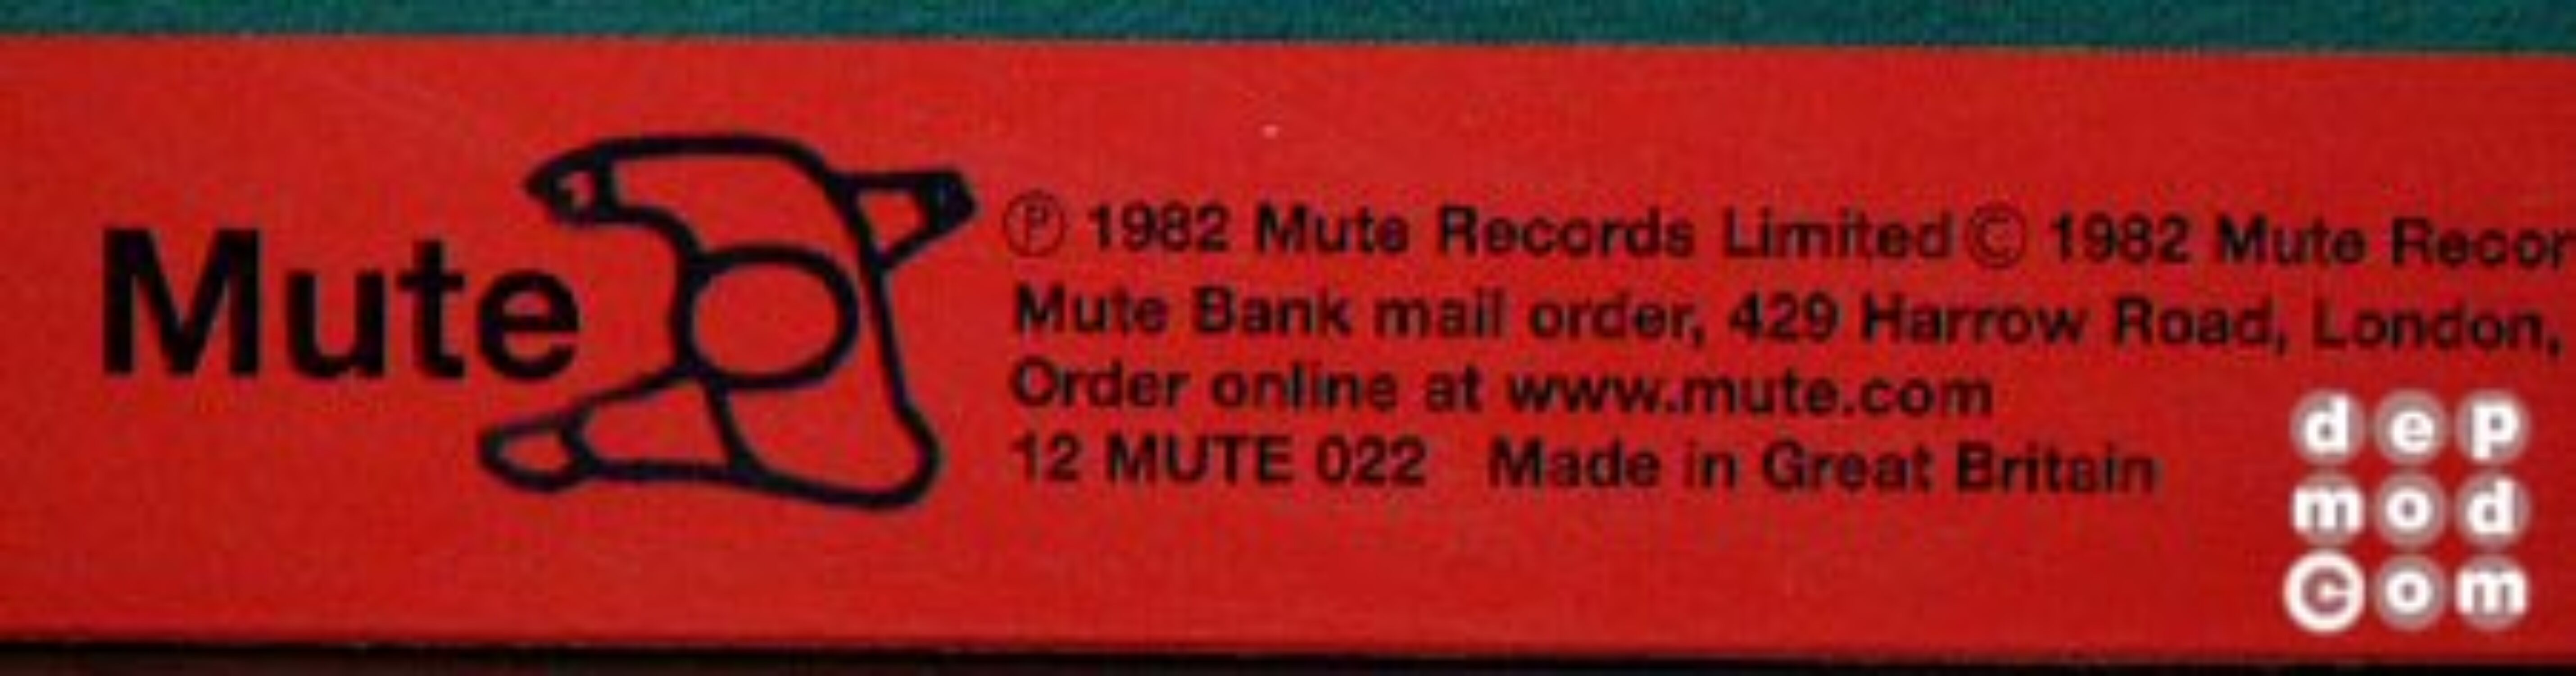 Mute
Ⓟ 1982 Mute Records Limited © 1982 Mute Recor
Mute Bank mail order, 429 Harrow Road, London,
Order online at www.mute.com
12 MUTE 022 Made in Great Britain
dep
mod
com